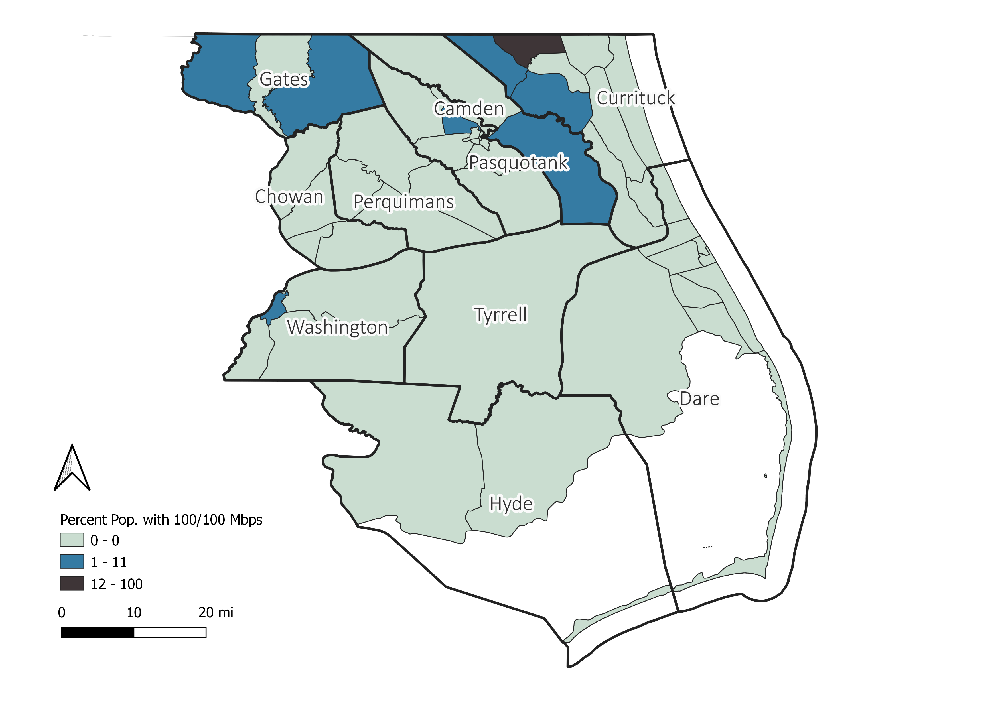 Gates
Camden
Currituck
Pasquotank
Chowan
Perquimans
Tyrrell
Washington
Dare
Hyde
Percent Pop. with 100/100 Mbps
0 - 0
1 - 11
12 - 100
0 10 20 mi